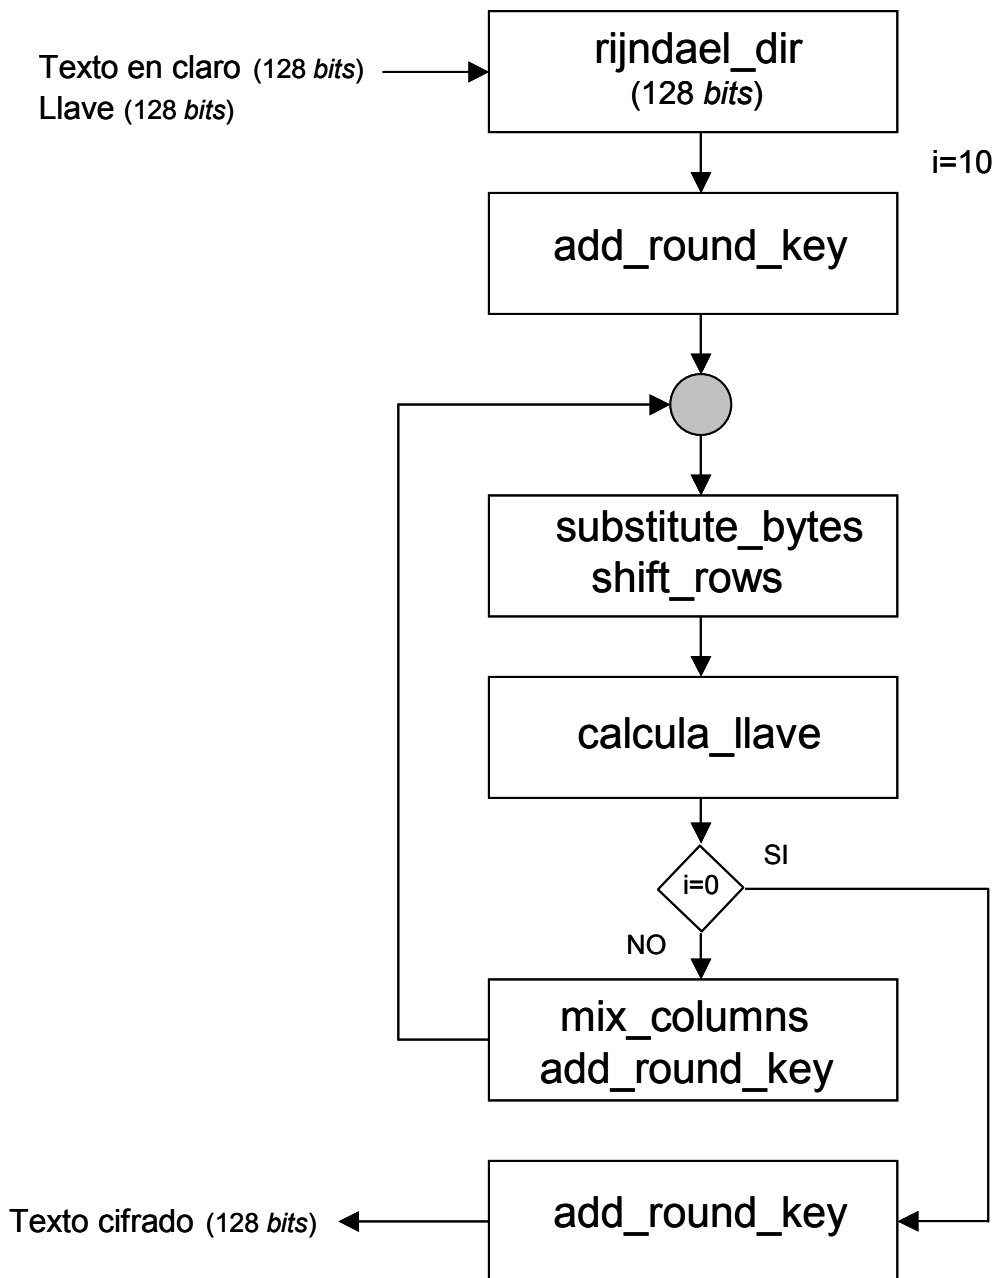 Texto en claro (128 bits)
Llave (128 bits)
rijndael_dir
(128 bits)
i=10
add_round_key
substitute_bytes
shift_rows
calcula_llave
i=0
SI
NO
mix_columns
add_round_key
add_round_key
Texto cifrado (128 bits)